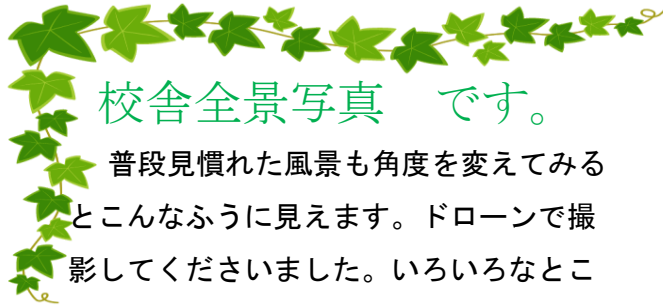 校舎全景写真　です。
　普段見慣れた風景も角度を変えてみる
とこんなふうに見えます。ドローンで撮
影してくださいました。いろいろなとこ